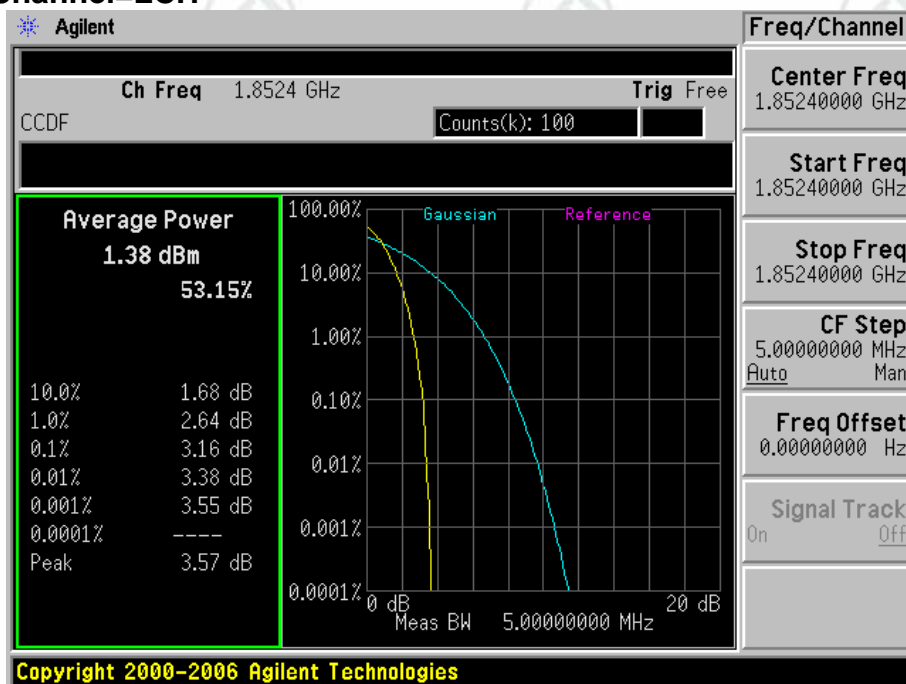 Agilent
Freq/Channel
Ch Freq 1.8524 GHz Trig Free
CCDF Counts(k): 100
Center Freq
1.85240000 GHz
Start Freq
1.85240000 GHz
Stop Freq
1.85240000 GHz
CF Step
5.00000000 MHz
Auto Man
Freq Offset
0.00000000 Hz
Signal Track
On Off
Average Power
1.38 dBm
53.15%
10.0% 1.68 dB
1.0% 2.64 dB
0.1% 3.16 dB
0.01% 3.38 dB
0.001% 3.55 dB
0.0001% ----
Peak 3.57 dB
Gaussian Reference
100.00%
10.00%
1.00%
0.10%
0.01%
0.001%
0.0001%
0 dB 20 dB
Meas BW 5.00000000 MHz
Copyright 2000-2006 Agilent Technologies